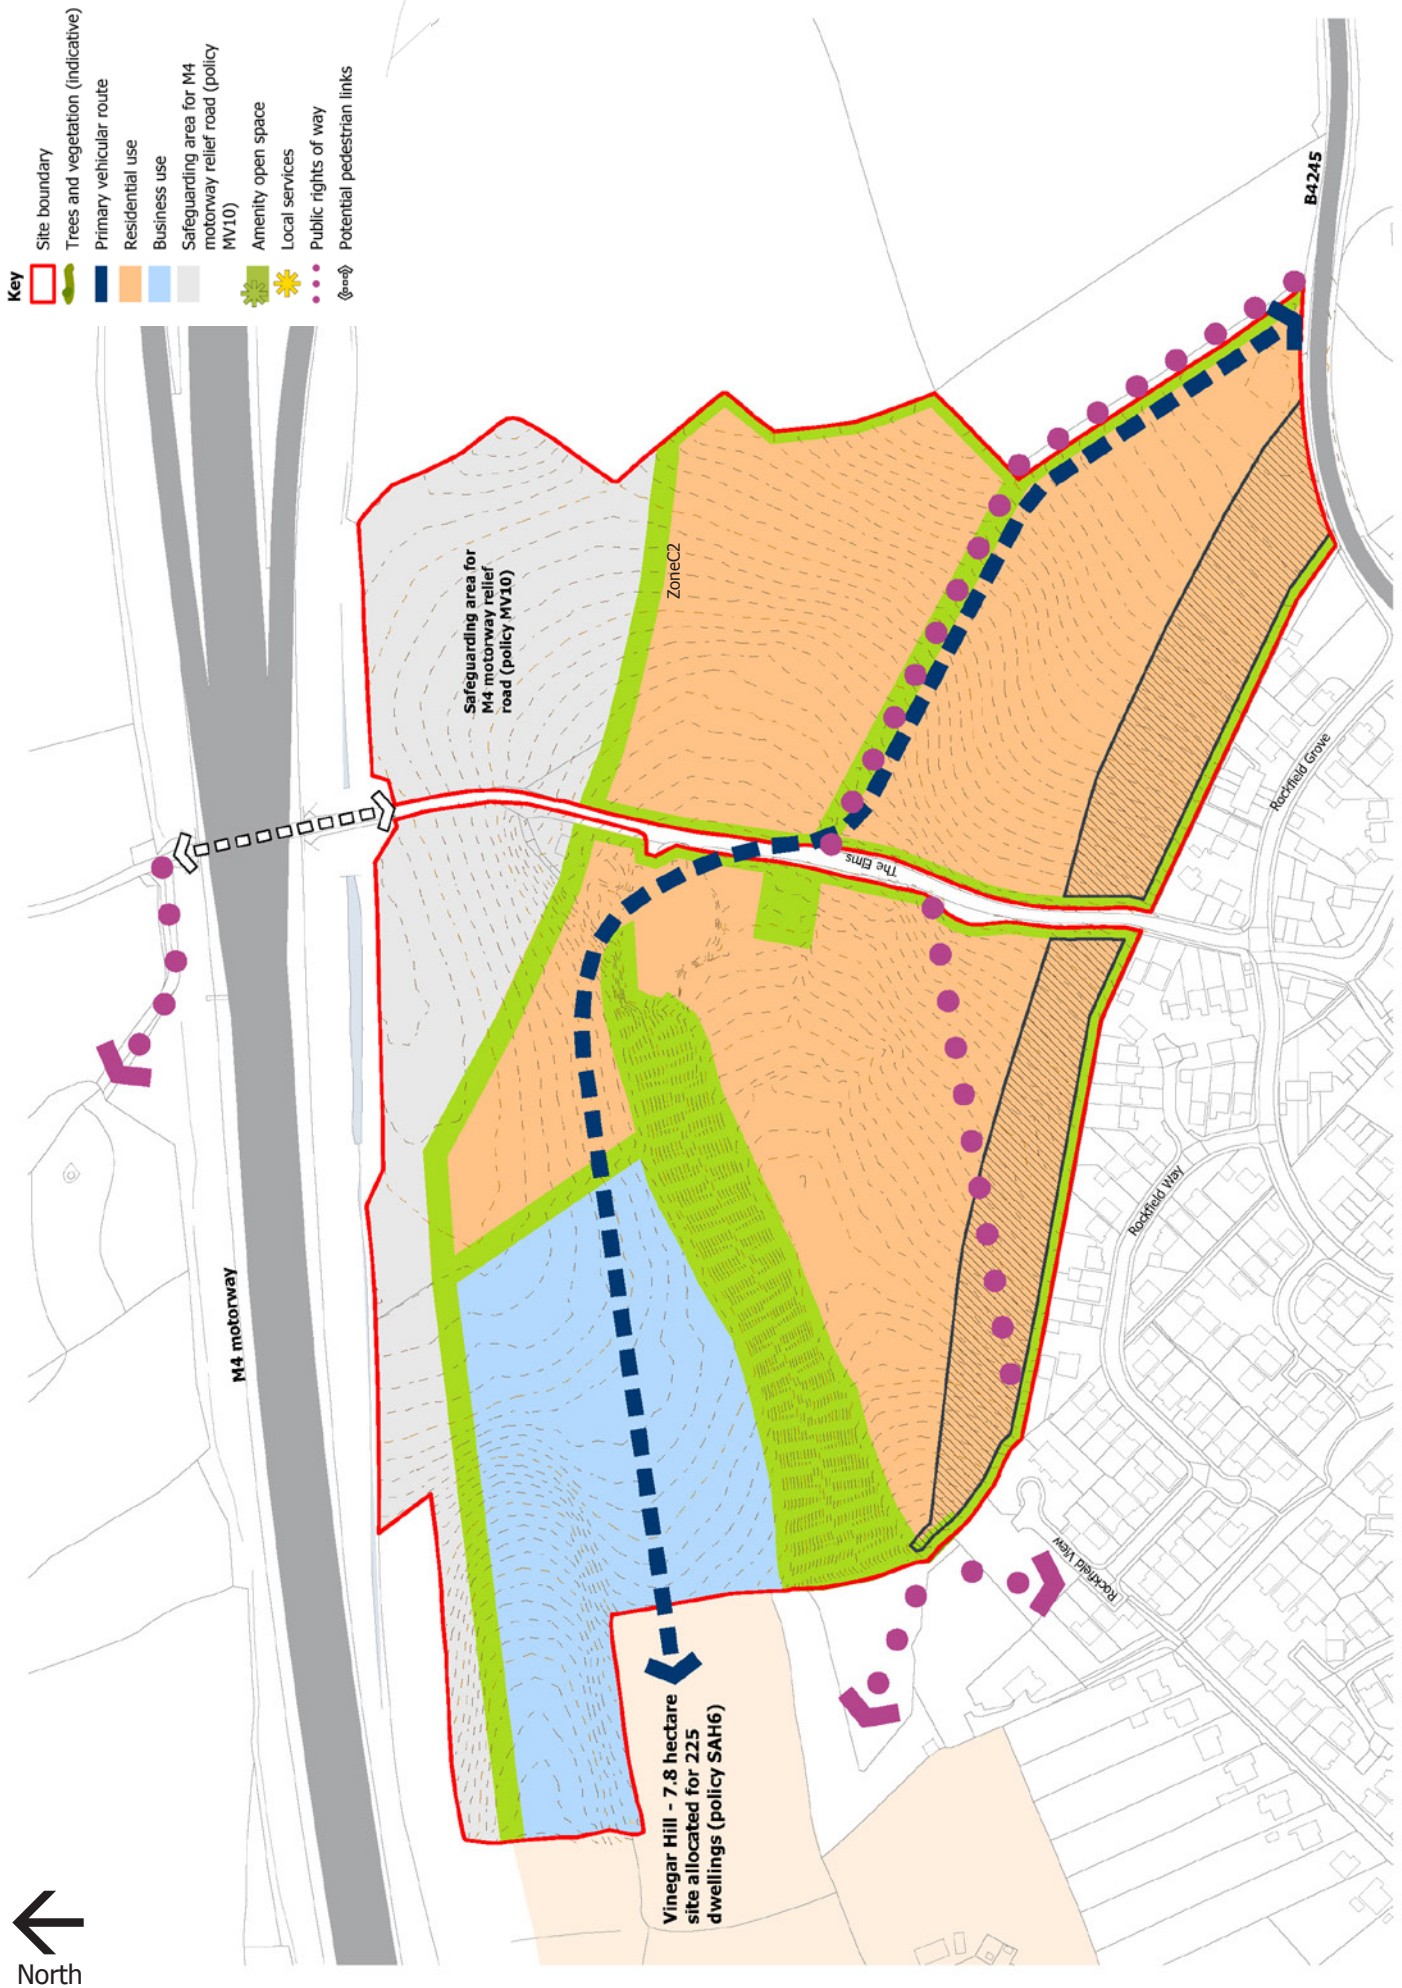 Key
Site boundary
Trees and vegetation (indicative)
Primary vehicular route
Residential use
Business use
Safeguarding area for M4
motorway relief road (policy
MV10)
Amenity open space
Local services
Public rights of way
Potential pedestrian links
M4 motorway
Safeguarding area for
M4 motorway relief
road (policy MV10)
ZoneC2
B4245
The Elms
Rockfield Grove
Rockfield Way
Rockfield View
Vinegar Hill - 7.8 hectare
site allocated for 225
dwellings (policy SAH6)
North